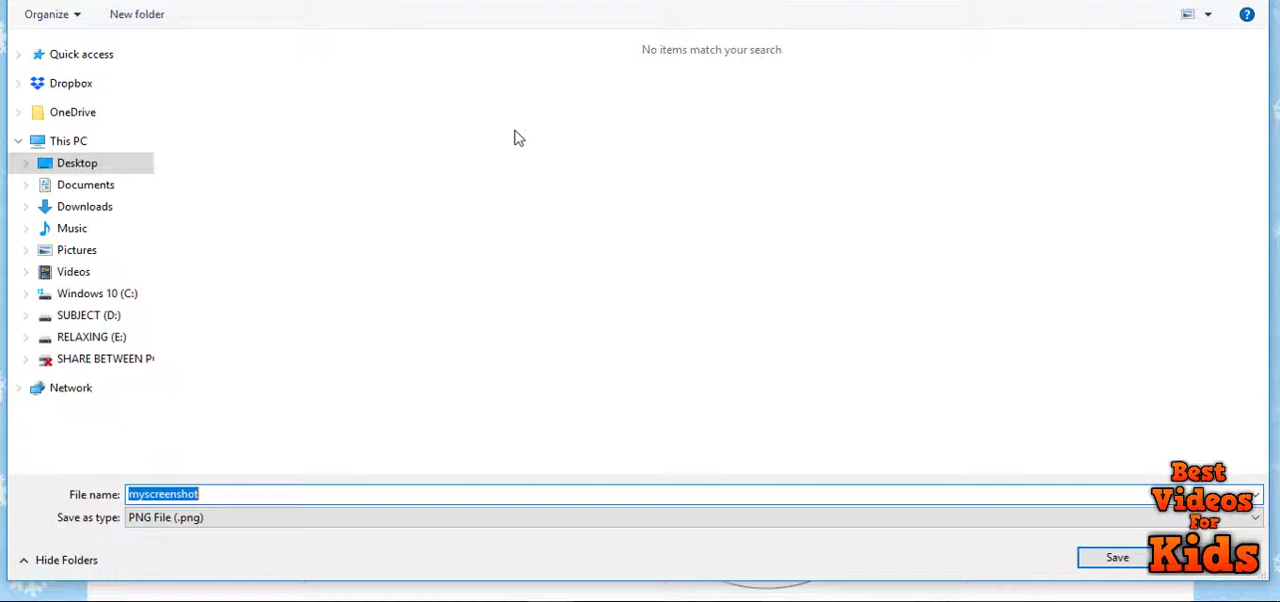 Organize New folder
No items match your search.
Quick access
Dropbox
OneDrive
This PC
Desktop
Documents
Downloads
Music
Pictures
Videos
Windows 10 (C:)
SUBJECT (D:)
RELAXING (E:)
SHARE BETWEEN P
Network
File name: myscreenshot
Save as type: PNG File (.png)
Hide Folders
Save
Best
Videos
For
Kids